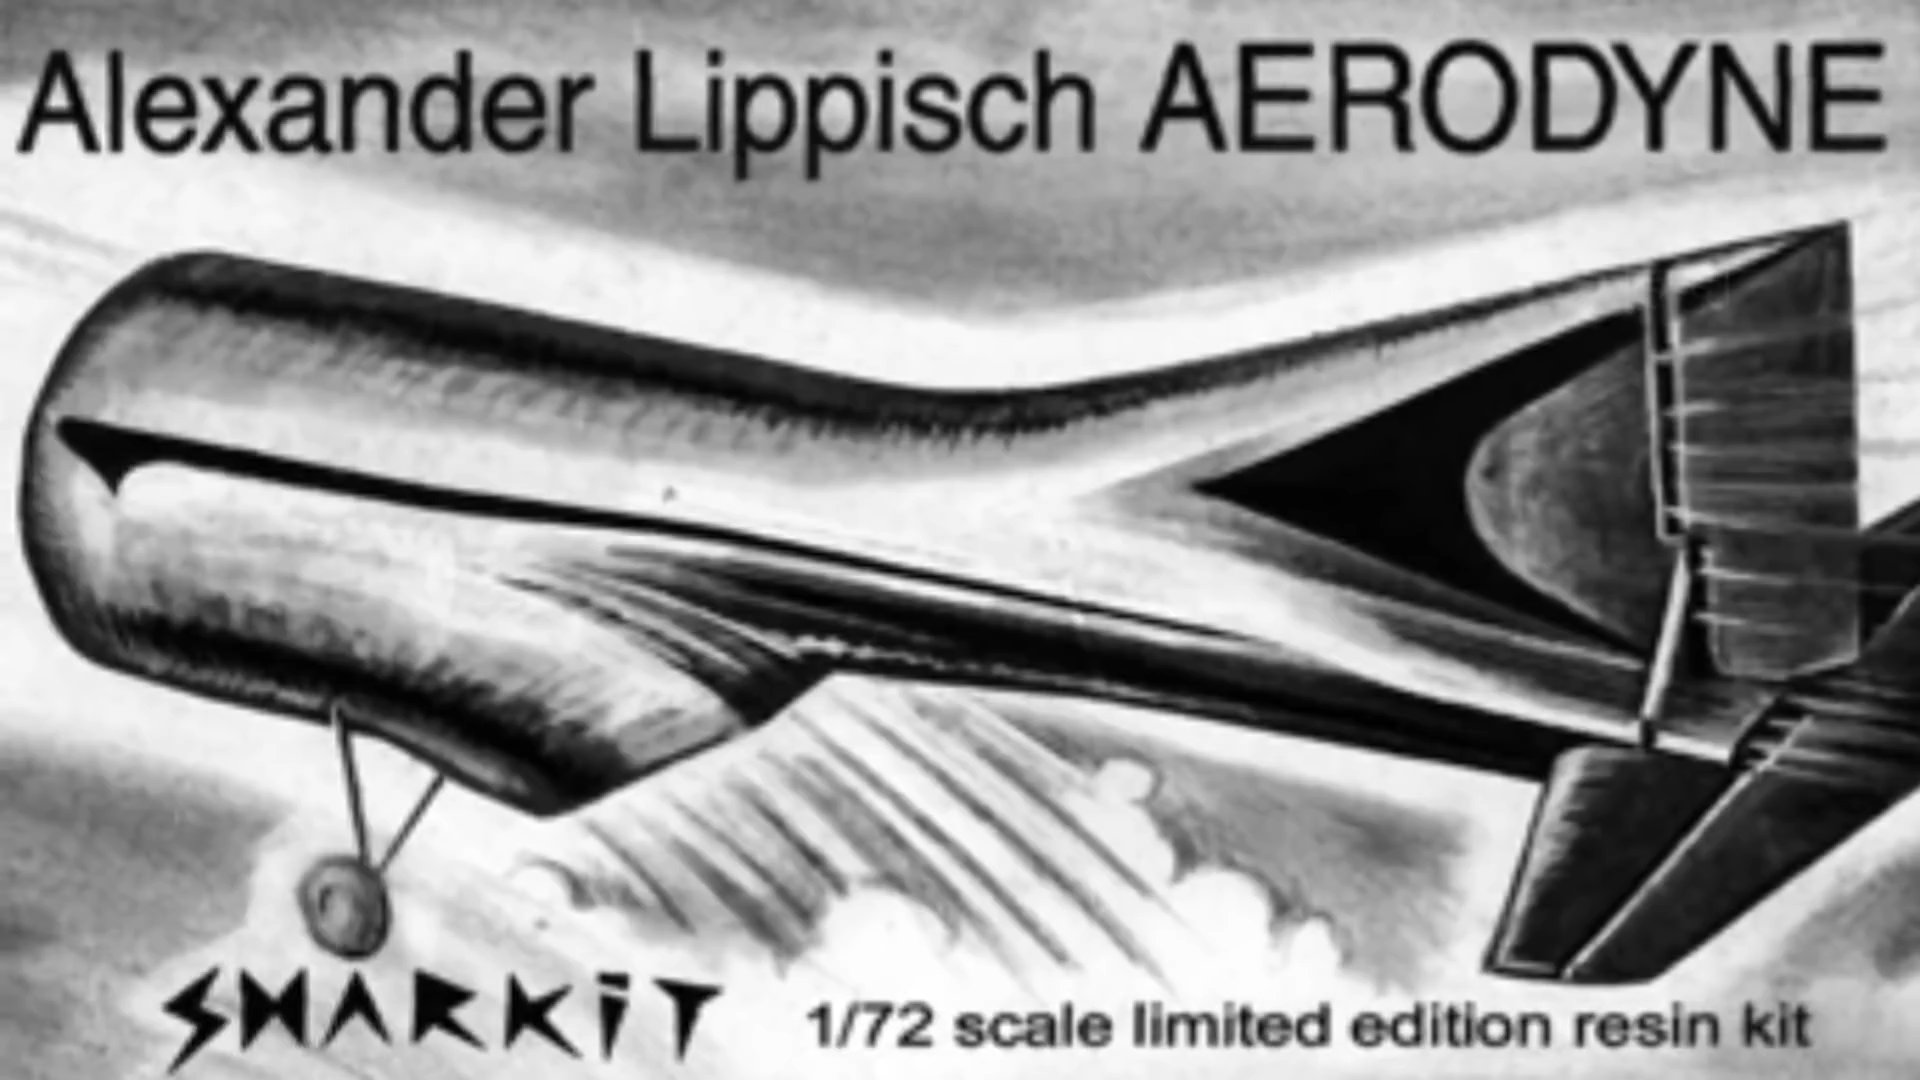 Alexander Lippisch AERODYNE
SHARKiT
1/72 scale limited edition resin kit